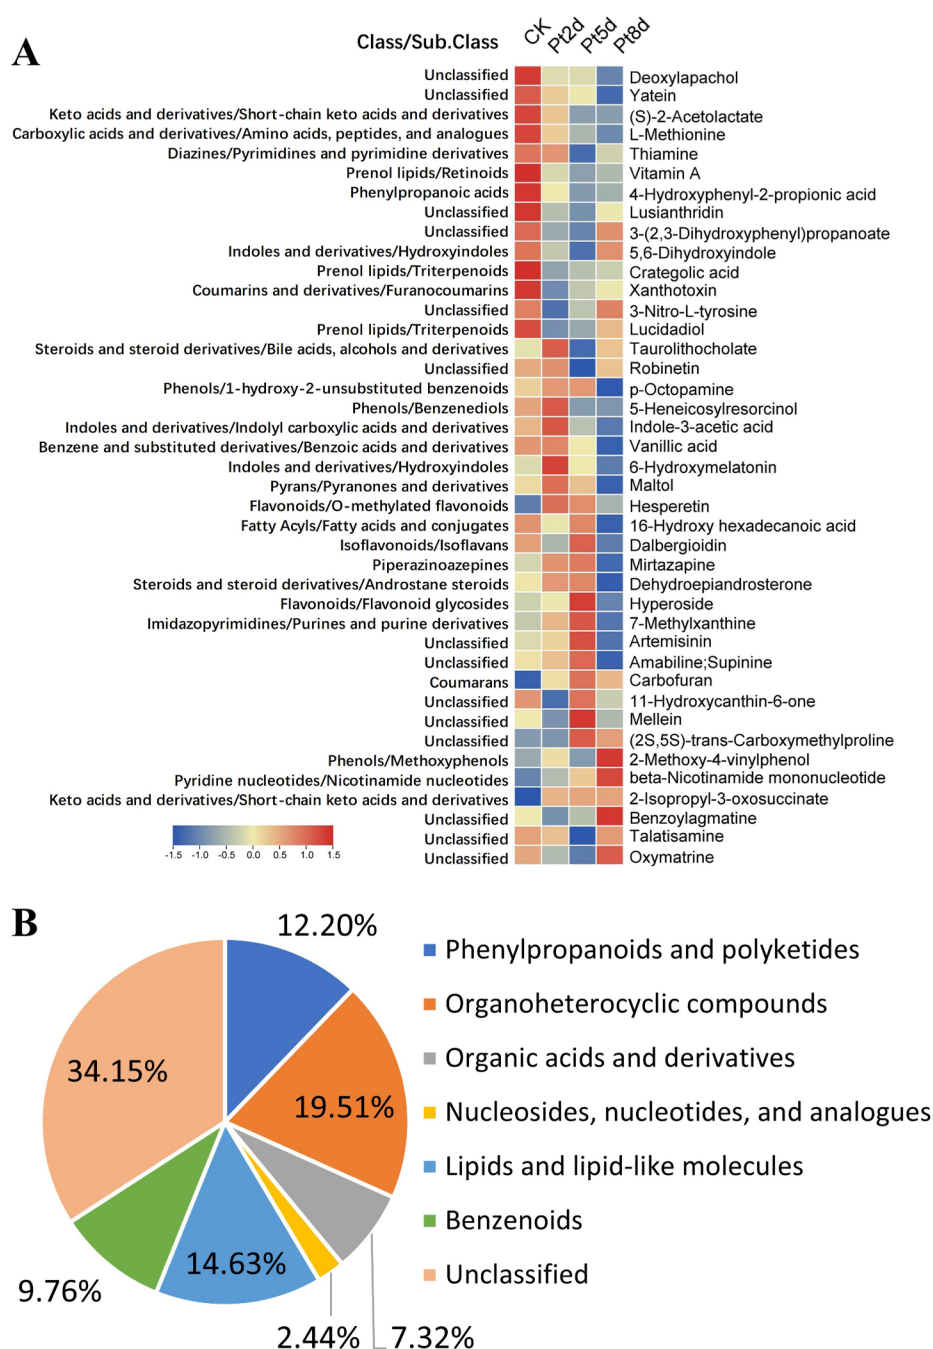 A
Class/Sub.Class CK Pt2d Pt5d Pt8d
Unclassified Deoxylapachol
Unclassified Yatein
Keto acids and derivatives/Short-chain keto acids and derivatives (S)-2-Acetolactate
Carboxylic acids and derivatives/Amino acids, peptides, and analogues L-Methionine
Diazines/Pyrimidines and pyrimidine derivatives Thiamine
Prenol lipids/Retinoids Vitamin A
Phenylpropanoic acids 4-Hydroxyphenyl-2-propionic acid
Unclassified Lusianthridin
Unclassified 3-(2,3-Dihydroxyphenyl)propanoate
Indoles and derivatives/Hydroxyindoles 5,6-Dihydroxyindole
Prenol lipids/Triterpenoids Crategolic acid
Coumarins and derivatives/Furanocoumarins Xanthotoxin
Unclassified 3-Nitro-L-tyrosine
Prenol lipids/Triterpenoids Lucidadiol
Steroids and steroid derivatives/Bile acids, alcohols and derivatives Taurolithocholate
Unclassified Robinetin
Phenols/1-hydroxy-2-unsubstituted benzenoids p-Octopamine
Phenols/Benzenediols 5-Heneicosylresorcinol
Indoles and derivatives/Indolyl carboxylic acids and derivatives Indole-3-acetic acid
Benzene and substituted derivatives/Benzoic acids and derivatives Vanillic acid
Indoles and derivatives/Hydroxyindoles 6-Hydroxymelatonin
Pyrans/Pyranones and derivatives Maltol
Flavonoids/O-methylated flavonoids Hesperetin
Fatty Acyls/Fatty acids and conjugates 16-Hydroxy hexadecanoic acid
Isoflavonoids/Isoflavans Dalbergioidin
Piperazinoazepines Mirtazapine
Steroids and steroid derivatives/Androstane steroids Dehydroepiandrosterone
Flavonoids/Flavonoid glycosides Hyperoside
Imidazopyrimidines/Purines and purine derivatives 7-Methylxanthine
Unclassified Artemisinin
Unclassified Amabiline;Supinine
Coumarans Carbofuran
Unclassified 11-Hydroxycanthin-6-one
Unclassified Mellein
Unclassified (2S,5S)-trans-Carboxymethylproline
Phenols/Methoxyphenols 2-Methoxy-4-vinylphenol
Pyridine nucleotides/Nicotinamide nucleotides beta-Nicotinamide mononucleotide
Keto acids and derivatives/Short-chain keto acids and derivatives 2-Isopropyl-3-oxosuccinate
Unclassified Benzoylagmatine
Unclassified Talatisamine
Unclassified Oxymatrine
-1.5 -1.0 -0.5 0.0 0.5 1.0 1.5
B
12.20%
19.51%
7.32%
2.44%
14.63%
9.76%
34.15%
Phenylpropanoids and polyketides
Organoheterocyclic compounds
Organic acids and derivatives
Nucleosides, nucleotides, and analogues
Lipids and lipid-like molecules
Benzenoids
Unclassified